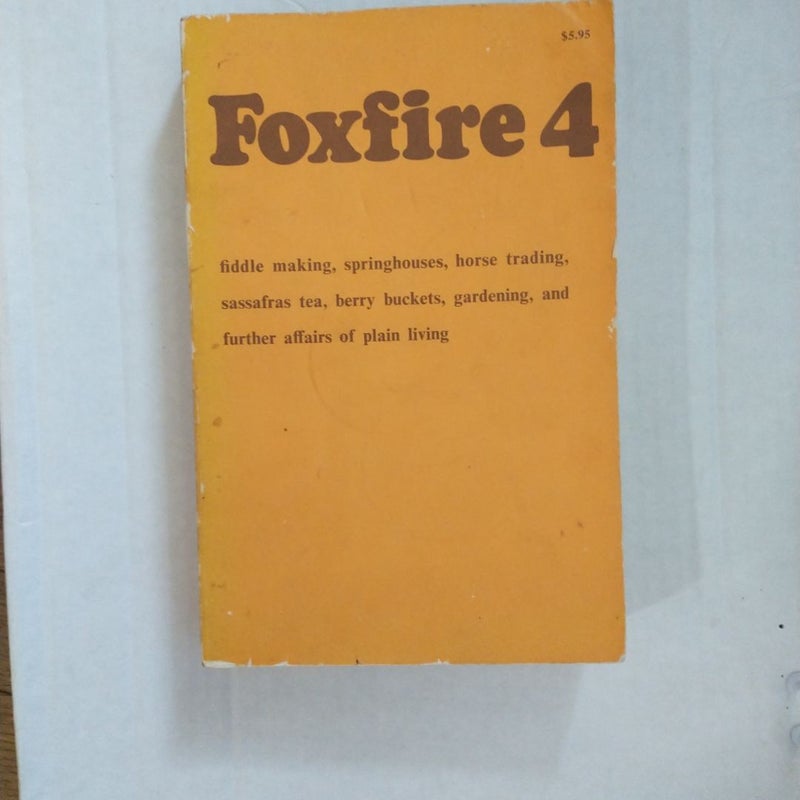 $5.95
Foxfire 4
fiddle making, springhouses, horse trading,
sassafras tea, berry buckets, gardening, and
further affairs of plain living